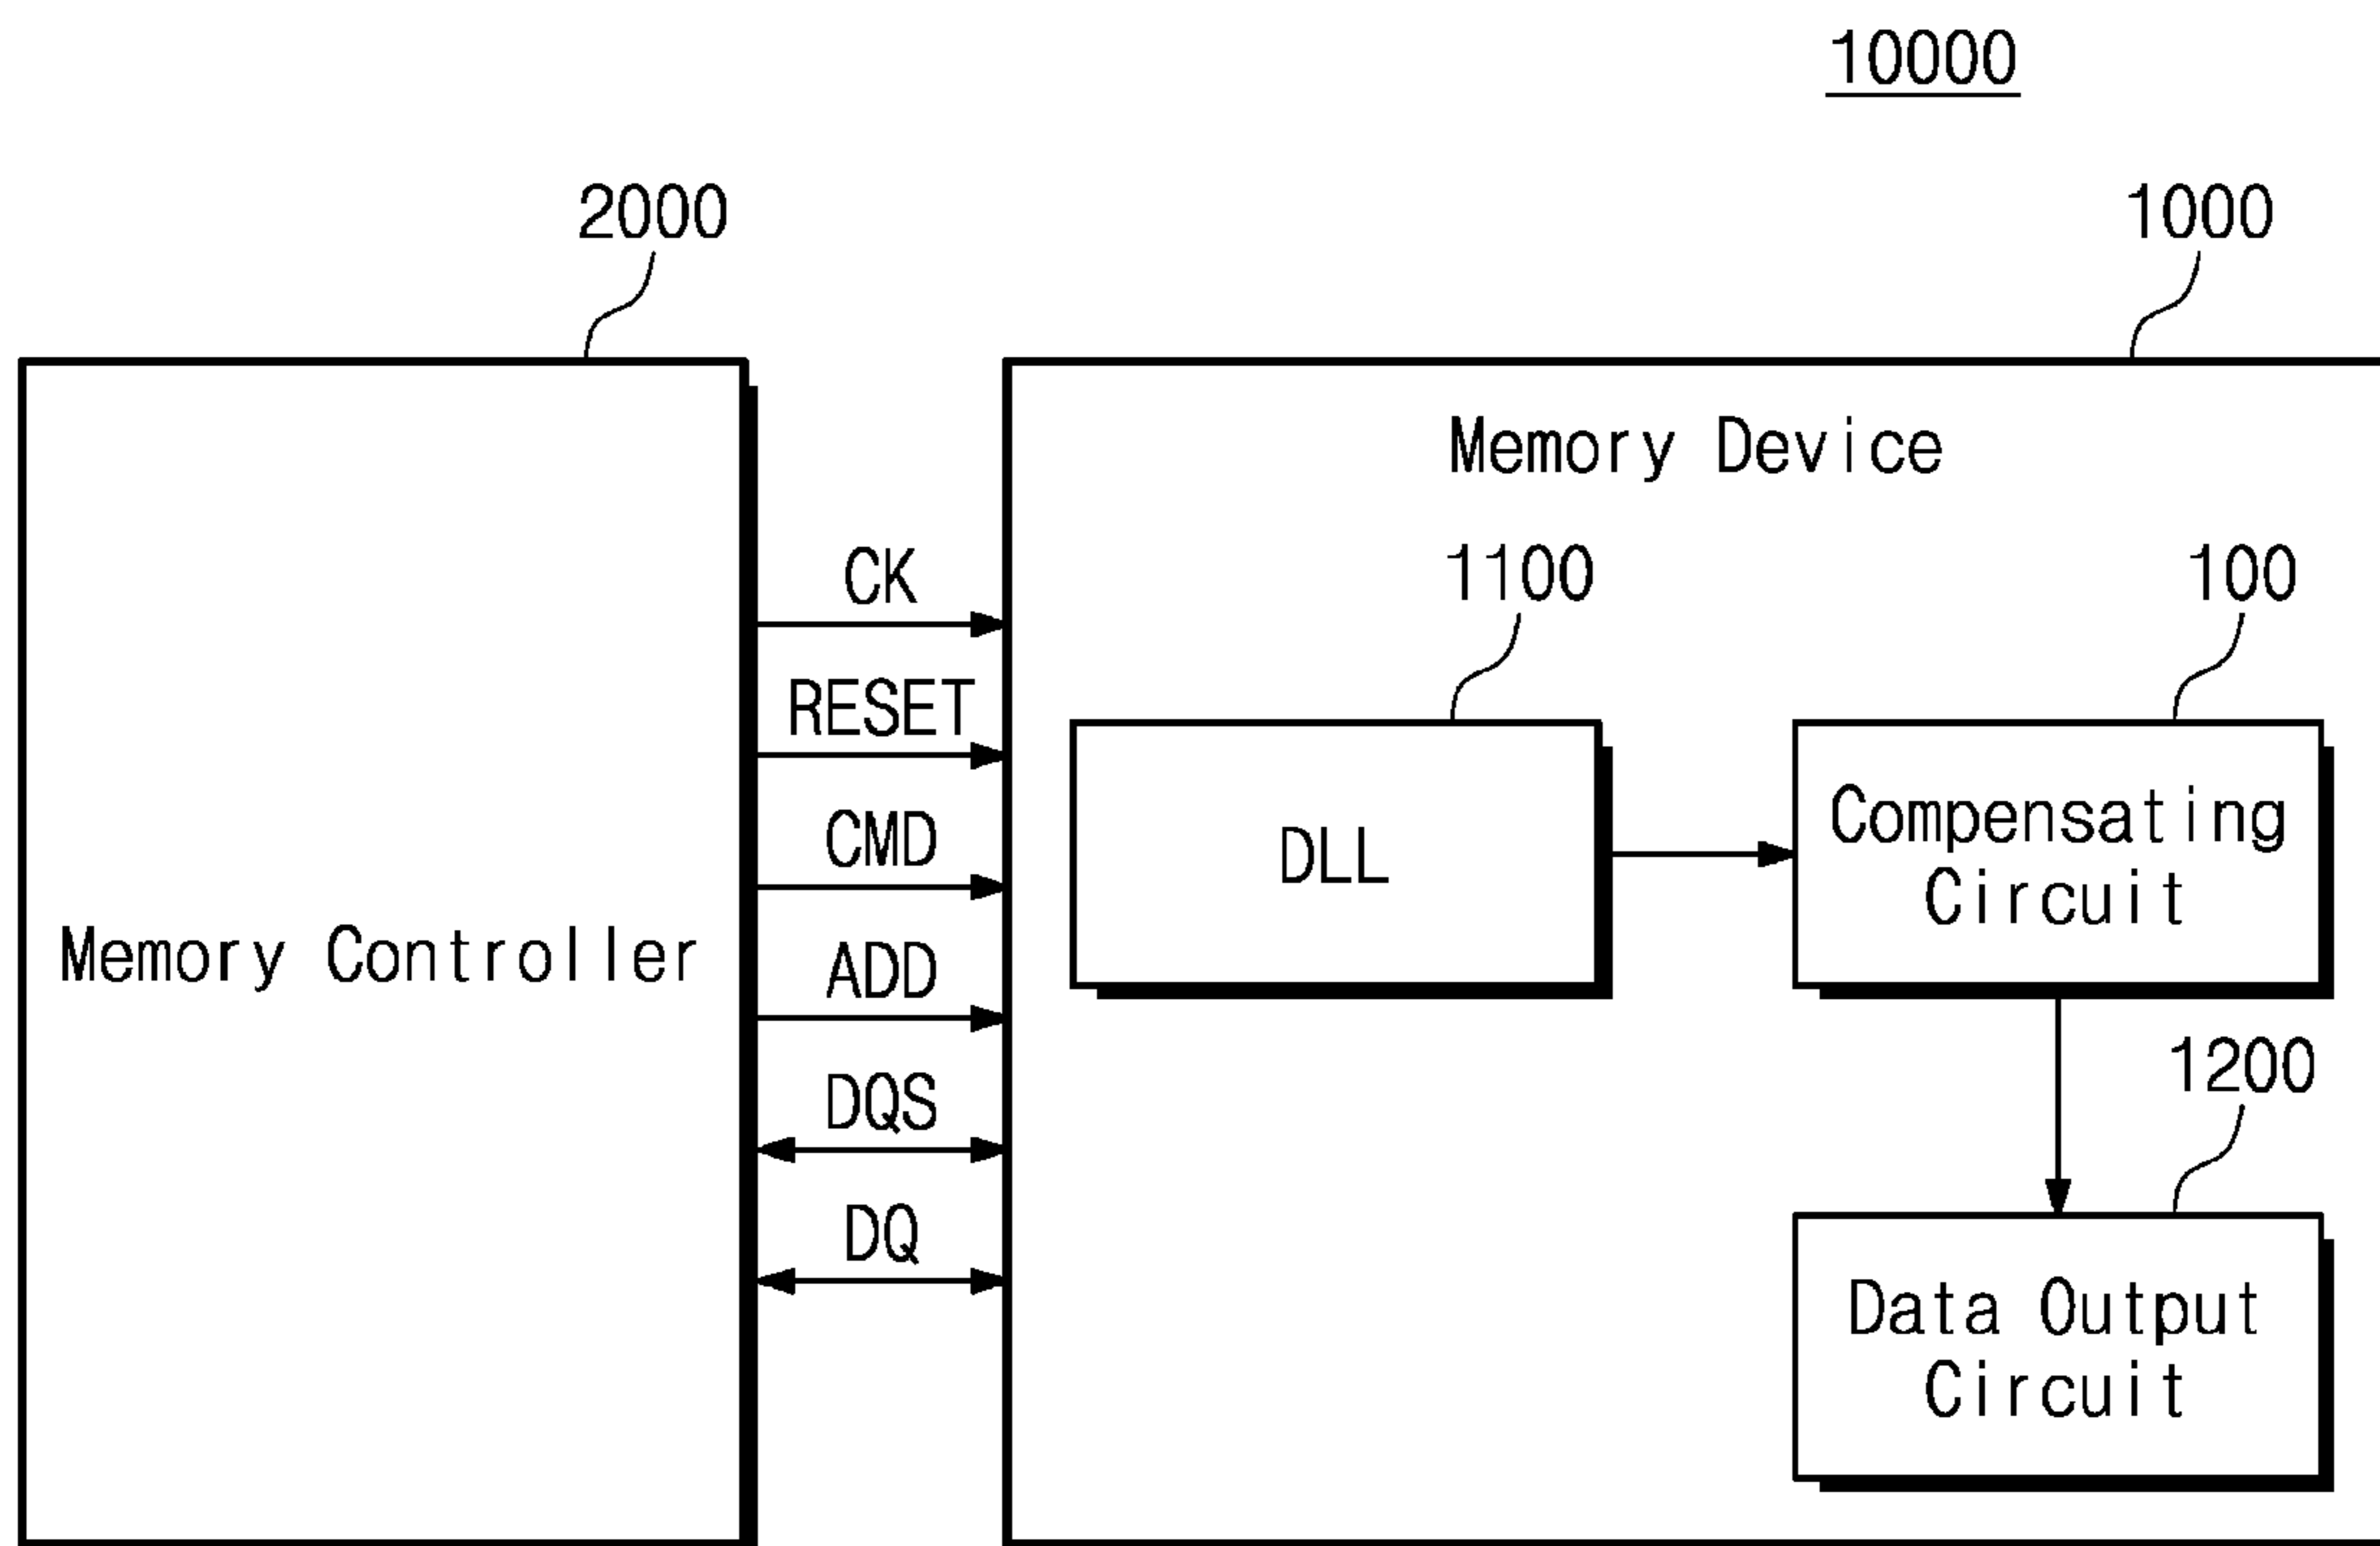 10000
2000
1000
Memory Device
CK
1100
100
RESET
CMD
Compensating
Circuit
DLL
Memory Controller
ADD
DQS
1200
DQ
Data Output
Circuit